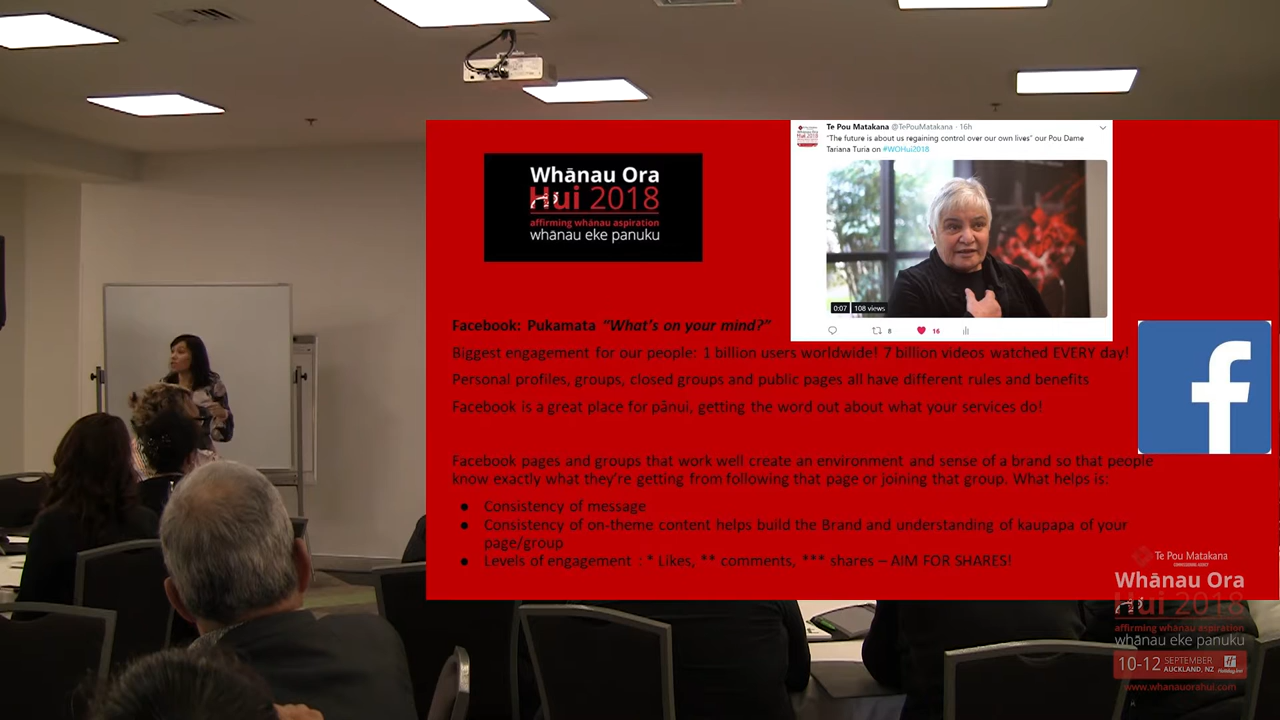 Whānau Ora
Hui 2018
affirming whānau aspiration
whānau eke panuku
Te Pou Matakana @TePouMatakana · 16h
"The future is about us regaining control over our own lives" our Pou Dame
Tariana Turia on #WOHui2018
0:07 108 views
8 16
Facebook: Pukamata "What's on your mind?"
Biggest engagement for our people: 1 billion users worldwide! 7 billion videos watched EVERY day!
Personal profiles, groups, closed groups and public pages all have different rules and benefits
Facebook is a great place for pānui, getting the word out about what your services do!
f
Facebook pages and groups that work well create an environment and sense of a brand so that people
know exactly what they're getting from following that page or joining that group. What helps is:
● Consistency of message
● Consistency of on-theme content helps build the Brand and understanding of kaupapa of your
page/group
● Levels of engagement : * Likes, ** comments, *** shares – AIM FOR SHARES!
Te Pou Matakana
COMMISSIONING AGENCY
Whānau Ora
Hui 2018
affirming whānau aspiration
whānau eke panuku
10-12 SEPTEMBER
AUCKLAND, NZ
Holiday Inn
www.whanauorahui.com